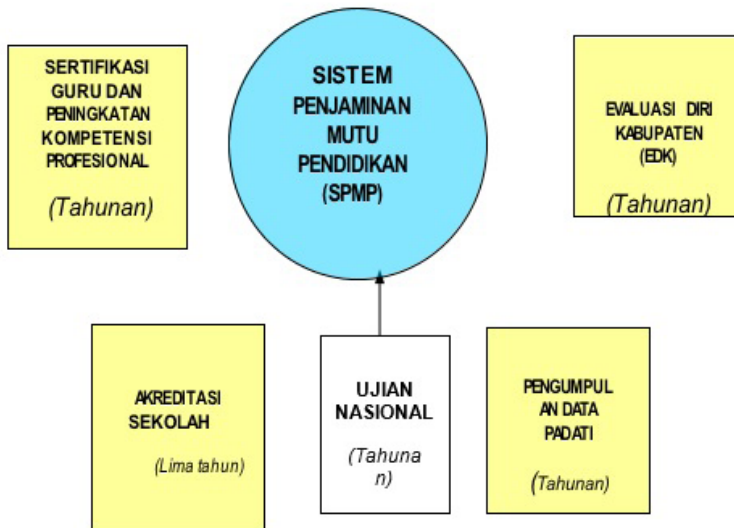 SERTIFIKASI
GURU DAN
PENINGKATAN
KOMPETENSI
PROFESIONAL
(Tahunan)
SISTEM
PENJAMINAN
MUTU
PENDIDIKAN
(SPMP)
EVALUASI DIRI
KABUPATEN
(EDK)
(Tahunan)
AKREDITASI
SEKOLAH
(Lima tahun)
UJIAN
NASIONAL
(Tahuna
n)
PENGUMPUL
AN DATA
PADATI
(Tahunan)